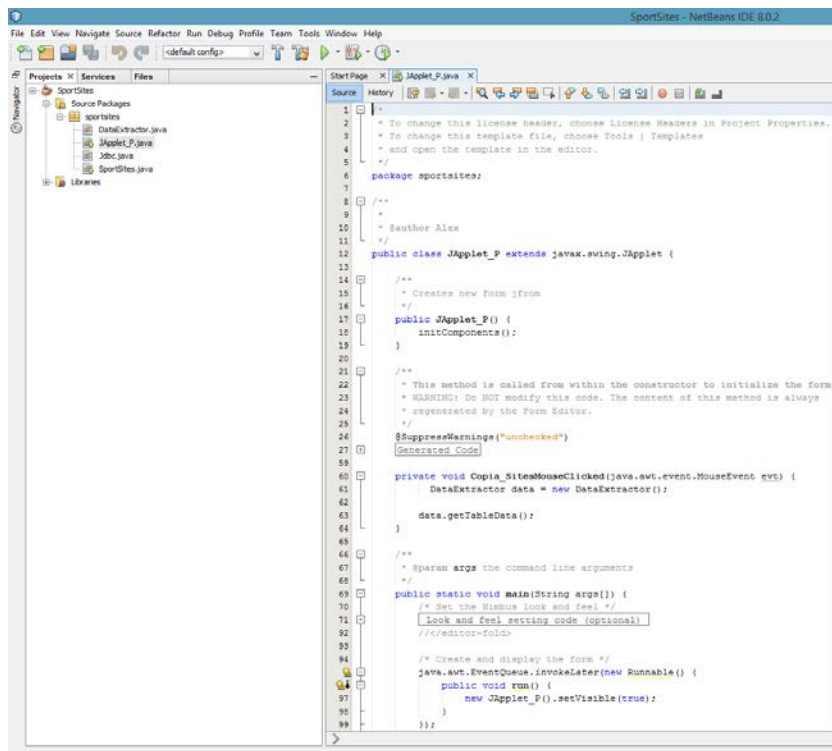 SportSites - NetBeans IDE 8.0.2
File Edit View Navigate Source Refactor Run Debug Profile Team Tools Window Help
<default config>
Projects Services Files
Navigator
SportSites
Source Packages
sportsites
DataExtractor.java
JApplet_P.java
Jdbc.java
SportSites.java
Libraries
Start Page JApplet_P.java
Source History
1 /*
2 * To change this license header, choose License Headers in Project Properties.
3 * To change this template file, choose Tools | Templates
4 * and open the template in the editor.
5 */
6 package sportsites;
7
8 /**
9 *
10 * @author Alex
11 */
12 public class JApplet_P extends javax.swing.JApplet {
13
14 /**
15 * Creates new form jfrom
16 */
17 public JApplet_P() {
18 initComponents();
19 }
20
21 /**
22 * This method is called from within the constructor to initialize the form
23 * WARNING: Do NOT modify this code. The content of this method is always
24 * regenerated by the Form Editor.
25 */
26 @SuppressWarnings("unchecked")
27 Generated Code
59
60 private void Copia_SitesMouseClicked(java.awt.event.MouseEvent evt) {
61 DataExtractor data = new DataExtractor();
62
63 data.getTableData();
64 }
65
66 /**
67 * @param args the command line arguments
68 */
69 public static void main(String args[]) {
70 /* Set the Nimbus look and feel */
71 Look and feel setting code (optional)
92 //</editor-fold>
93
94 /* Create and display the form */
java.awt.EventQueue.invokeLater(new Runnable() {
public void run() {
97 new JApplet_P().setVisible(true);
98 }
99 });